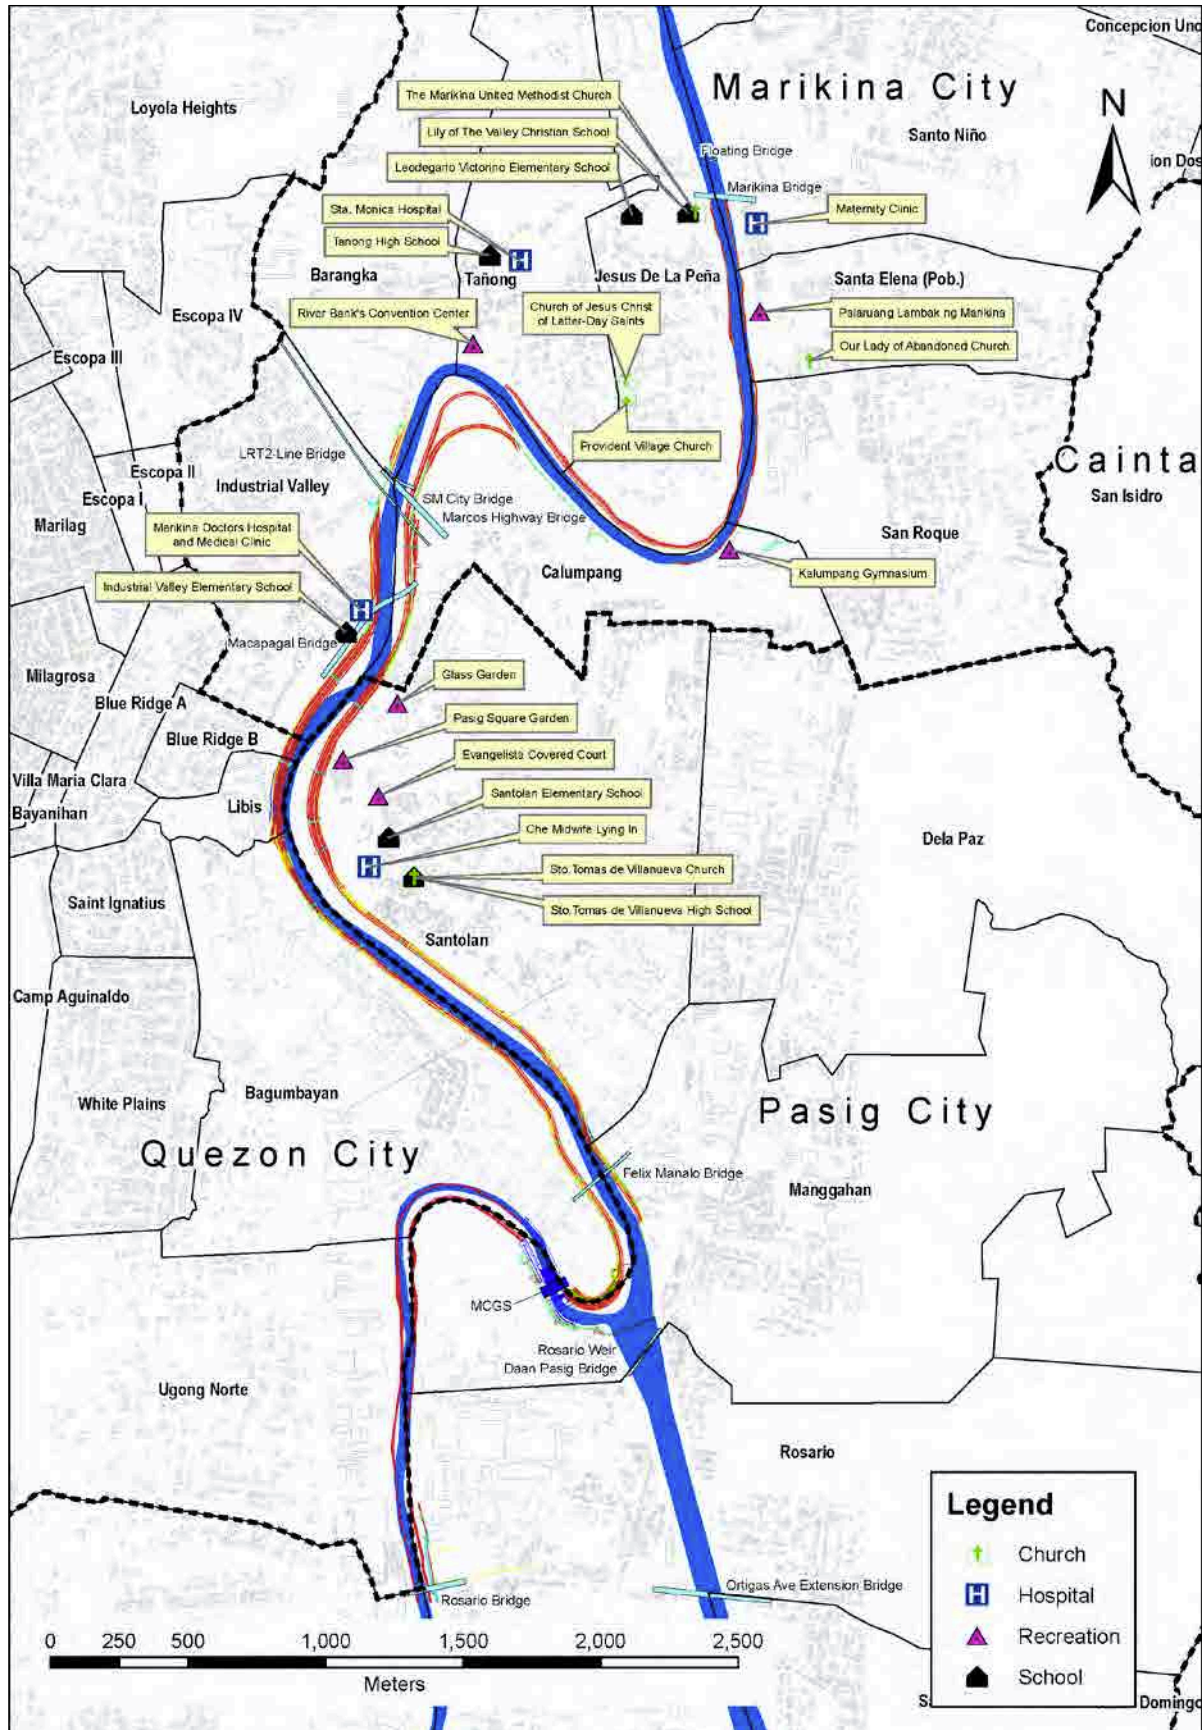 Concepcion Uno
Marikina City
Loyola Heights
The Marikina United Methodist Church
N
Lily of The Valley Christian School
Santo Niño
Floating Bridge
Leodegario Victorino Elementary School
ion Dos
Marikina Bridge
Sta. Monica Hospital
Maternity Clinic
Tanong High School
Barangka
Tañong
Jesus De La Peña
Santa Elena (Pob.)
Church of Jesus Christ
of Latter-Day Saints
River Bank's Convention Center
Palaruang Lambak ng Marikina
Escopa IV
Our Lady of Abandoned Church
Escopa III
Provident Village Church
LRT2-Line Bridge
Cainta
Escopa II
Industrial Valley
SM City Bridge
San Isidro
Escopa I
Marcos Highway Bridge
Marilag
Marikina Doctors Hospital
and Medical Clinic
San Roque
Calumpang
Kalumpang Gymnasium
Industrial Valley Elementary School
Macapagal Bridge
Milagrosa
Glass Garden
Blue Ridge A
Pasig Square Garden
Blue Ridge B
Evangelista Covered Court
Villa Maria Clara
Santolan Elementary School
Libis
Bayanihan
Che Midwife Lying In
Dela Paz
Sto.Tomas de Villanueva Church
Saint Ignatius
Sto.Tomas de Villanueva High School
Santolan
Camp Aguinaldo
Bagumbayan
White Plains
Pasig City
Quezon City
Felix Manalo Bridge
Manggahan
MCGS
Rosario Weir
Daan Pasig Bridge
Ugong Norte
Rosario
Legend
Church
Hospital
Recreation
School
Ortigas Ave Extension Bridge
Rosario Bridge
0 250 500 1,000 1,500 2,000 2,500
Meters
Domingo